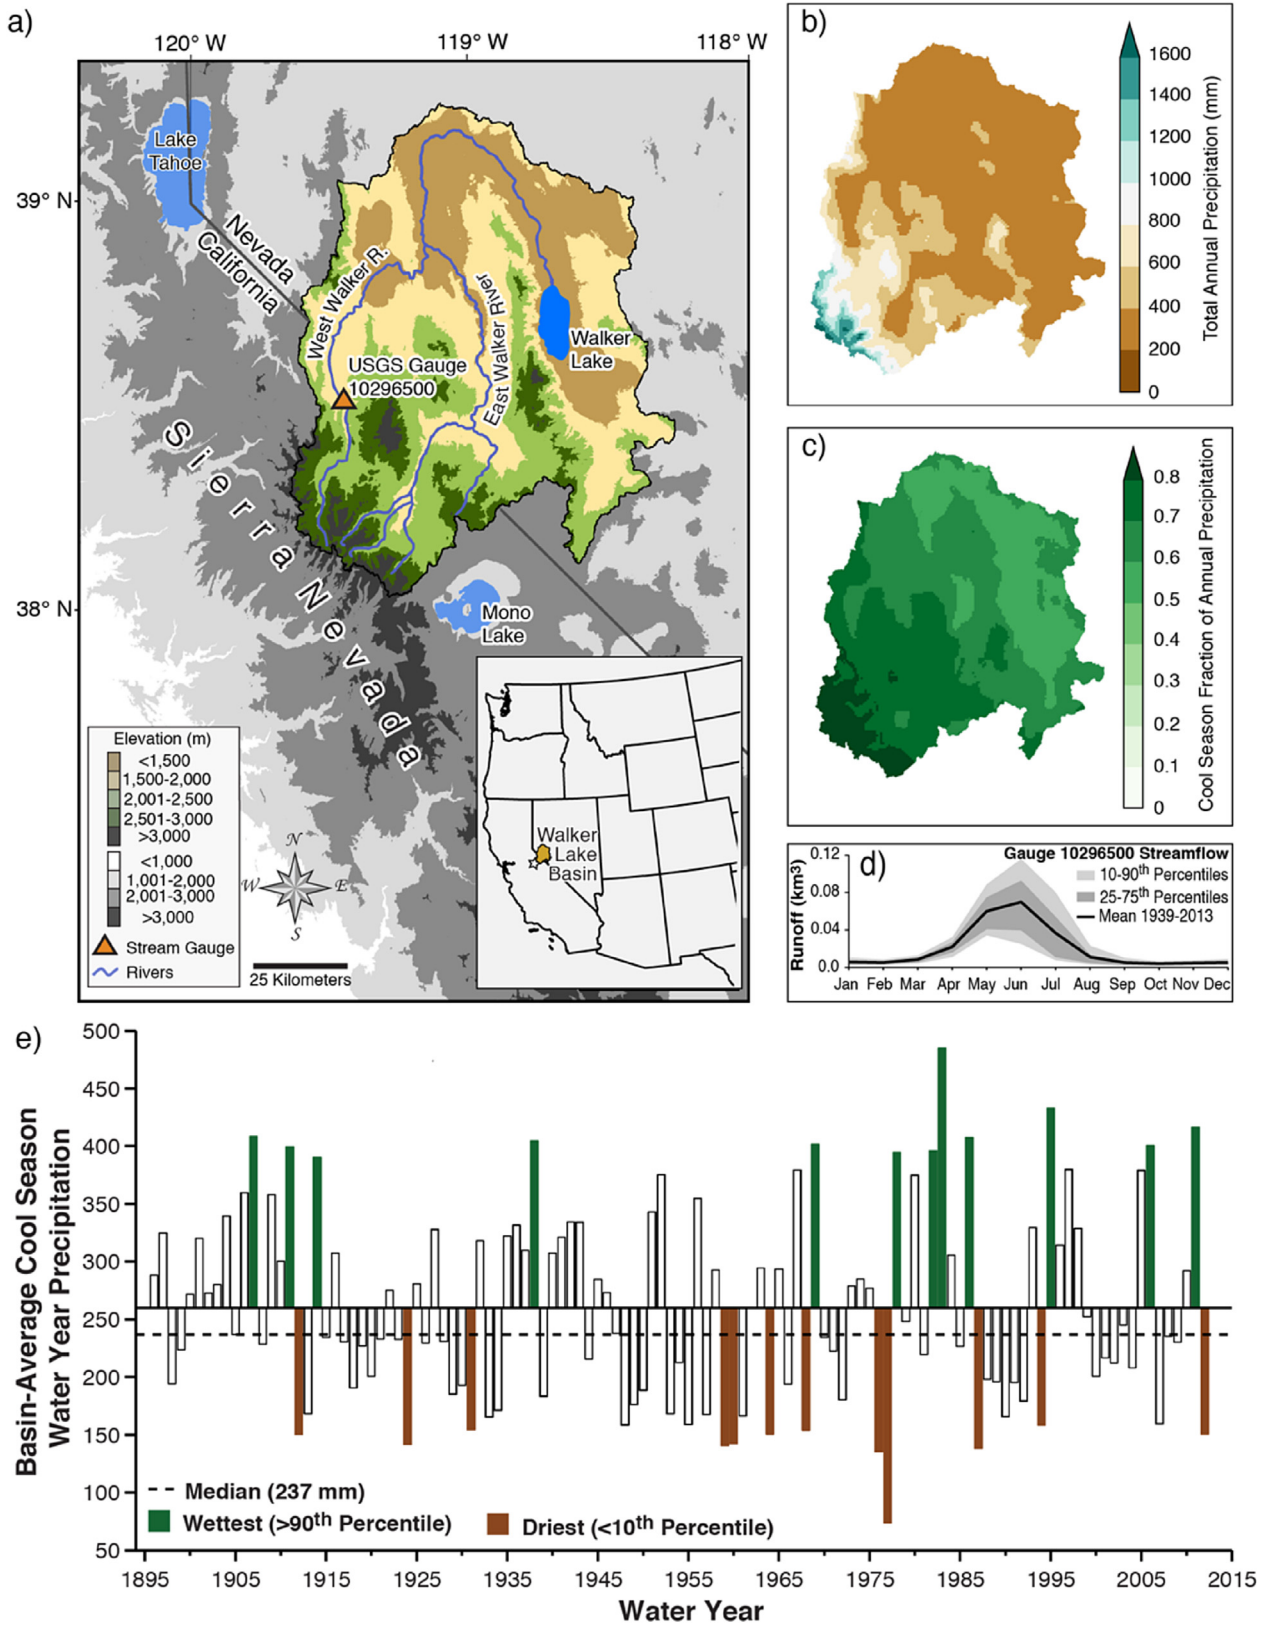 a)
120° W
119° W
118° W
39° N
38° N
Lake
Tahoe
Nevada
California
West Walker R.
East Walker River
USGS Gauge
10296500
Walker
Lake
Sierra Nevada
Mono
Lake
Elevation (m)
<1,500
1,500-2,000
2,001-2,500
2,501-3,000
>3,000
<1,000
1,001-2,000
2,001-3,000
>3,000
Stream Gauge
Rivers
N
W
E
S
25 Kilometers
Walker
Lake
Basin
b)
1600
1400
1200
1000
800
600
400
200
0
Total Annual Precipitation (mm)
c)
0.8
0.7
0.6
0.5
0.4
0.3
0.2
0.1
0
Cool Season Fraction of Annual Precipitation
d)
Gauge 10296500 Streamflow
10-90th Percentiles
25-75th Percentiles
Mean 1939-2013
Runoff (km3)
0.12
0.08
0.04
0.0
Jan Feb Mar Apr May Jun Jul Aug Sep Oct Nov Dec
e)
Basin-Average Cool Season
Water Year Precipitation
500
450
400
350
300
250
200
150
100
50
Median (237 mm)
Wettest (>90th Percentile)
Driest (<10th Percentile)
1895 1905 1915 1925 1935 1945 1955 1965 1975 1985 1995 2005 2015
Water Year